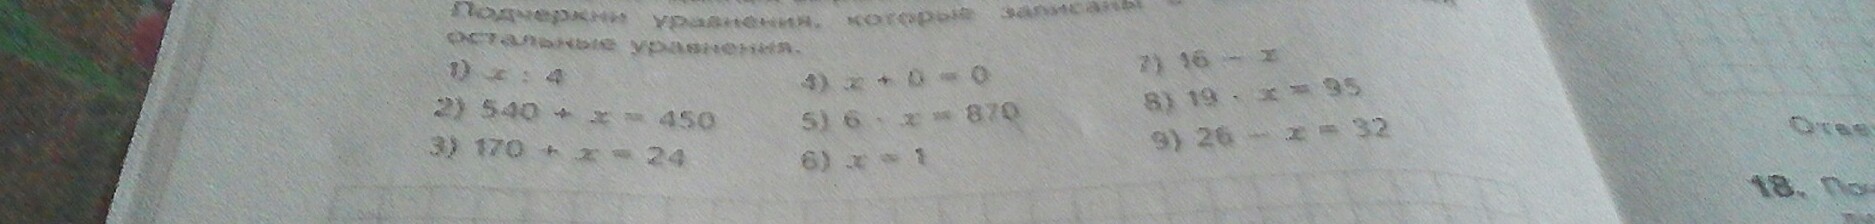 Подчеркни уравнения, которые записаны
остальные уравнения.
1) x : 4
2) 540 + x = 450
3) 170 + x = 24
4) x + 0 = 0
5) 6 · x = 870
6) x = 1
7) 16 − x
8) 19 · x = 95
9) 26 − x = 32
18.